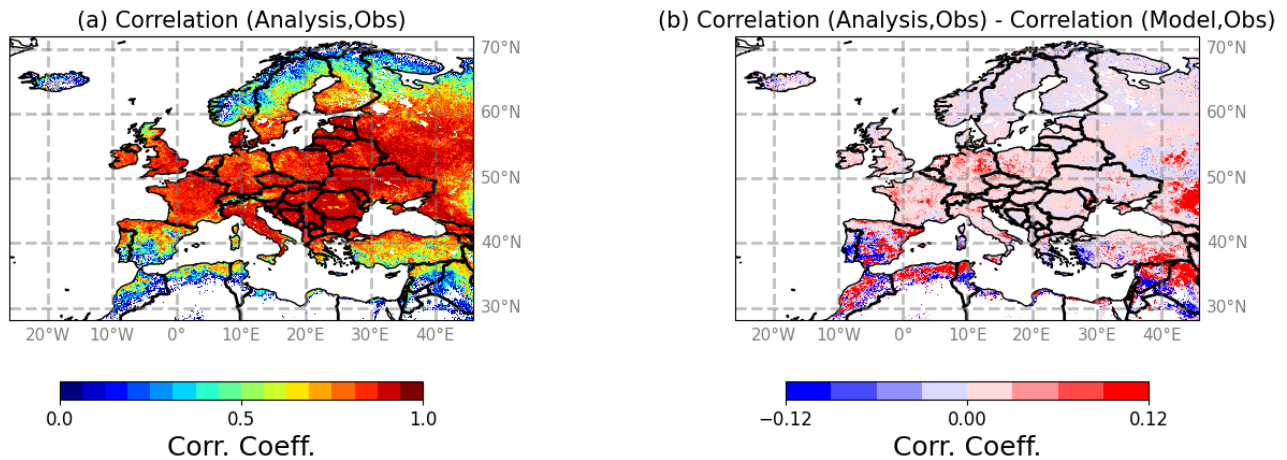 (a) Correlation (Analysis,Obs)
70°N
60°N
50°N
40°N
30°N
20°W
10°W
0°
10°E
20°E
30°E
40°E
0.0
0.5
1.0
Corr. Coeff.
(b) Correlation (Analysis,Obs) - Correlation (Model,Obs)
70°N
60°N
50°N
40°N
30°N
20°W
10°W
0°
10°E
20°E
30°E
40°E
−0.12
0.00
0.12
Corr. Coeff.